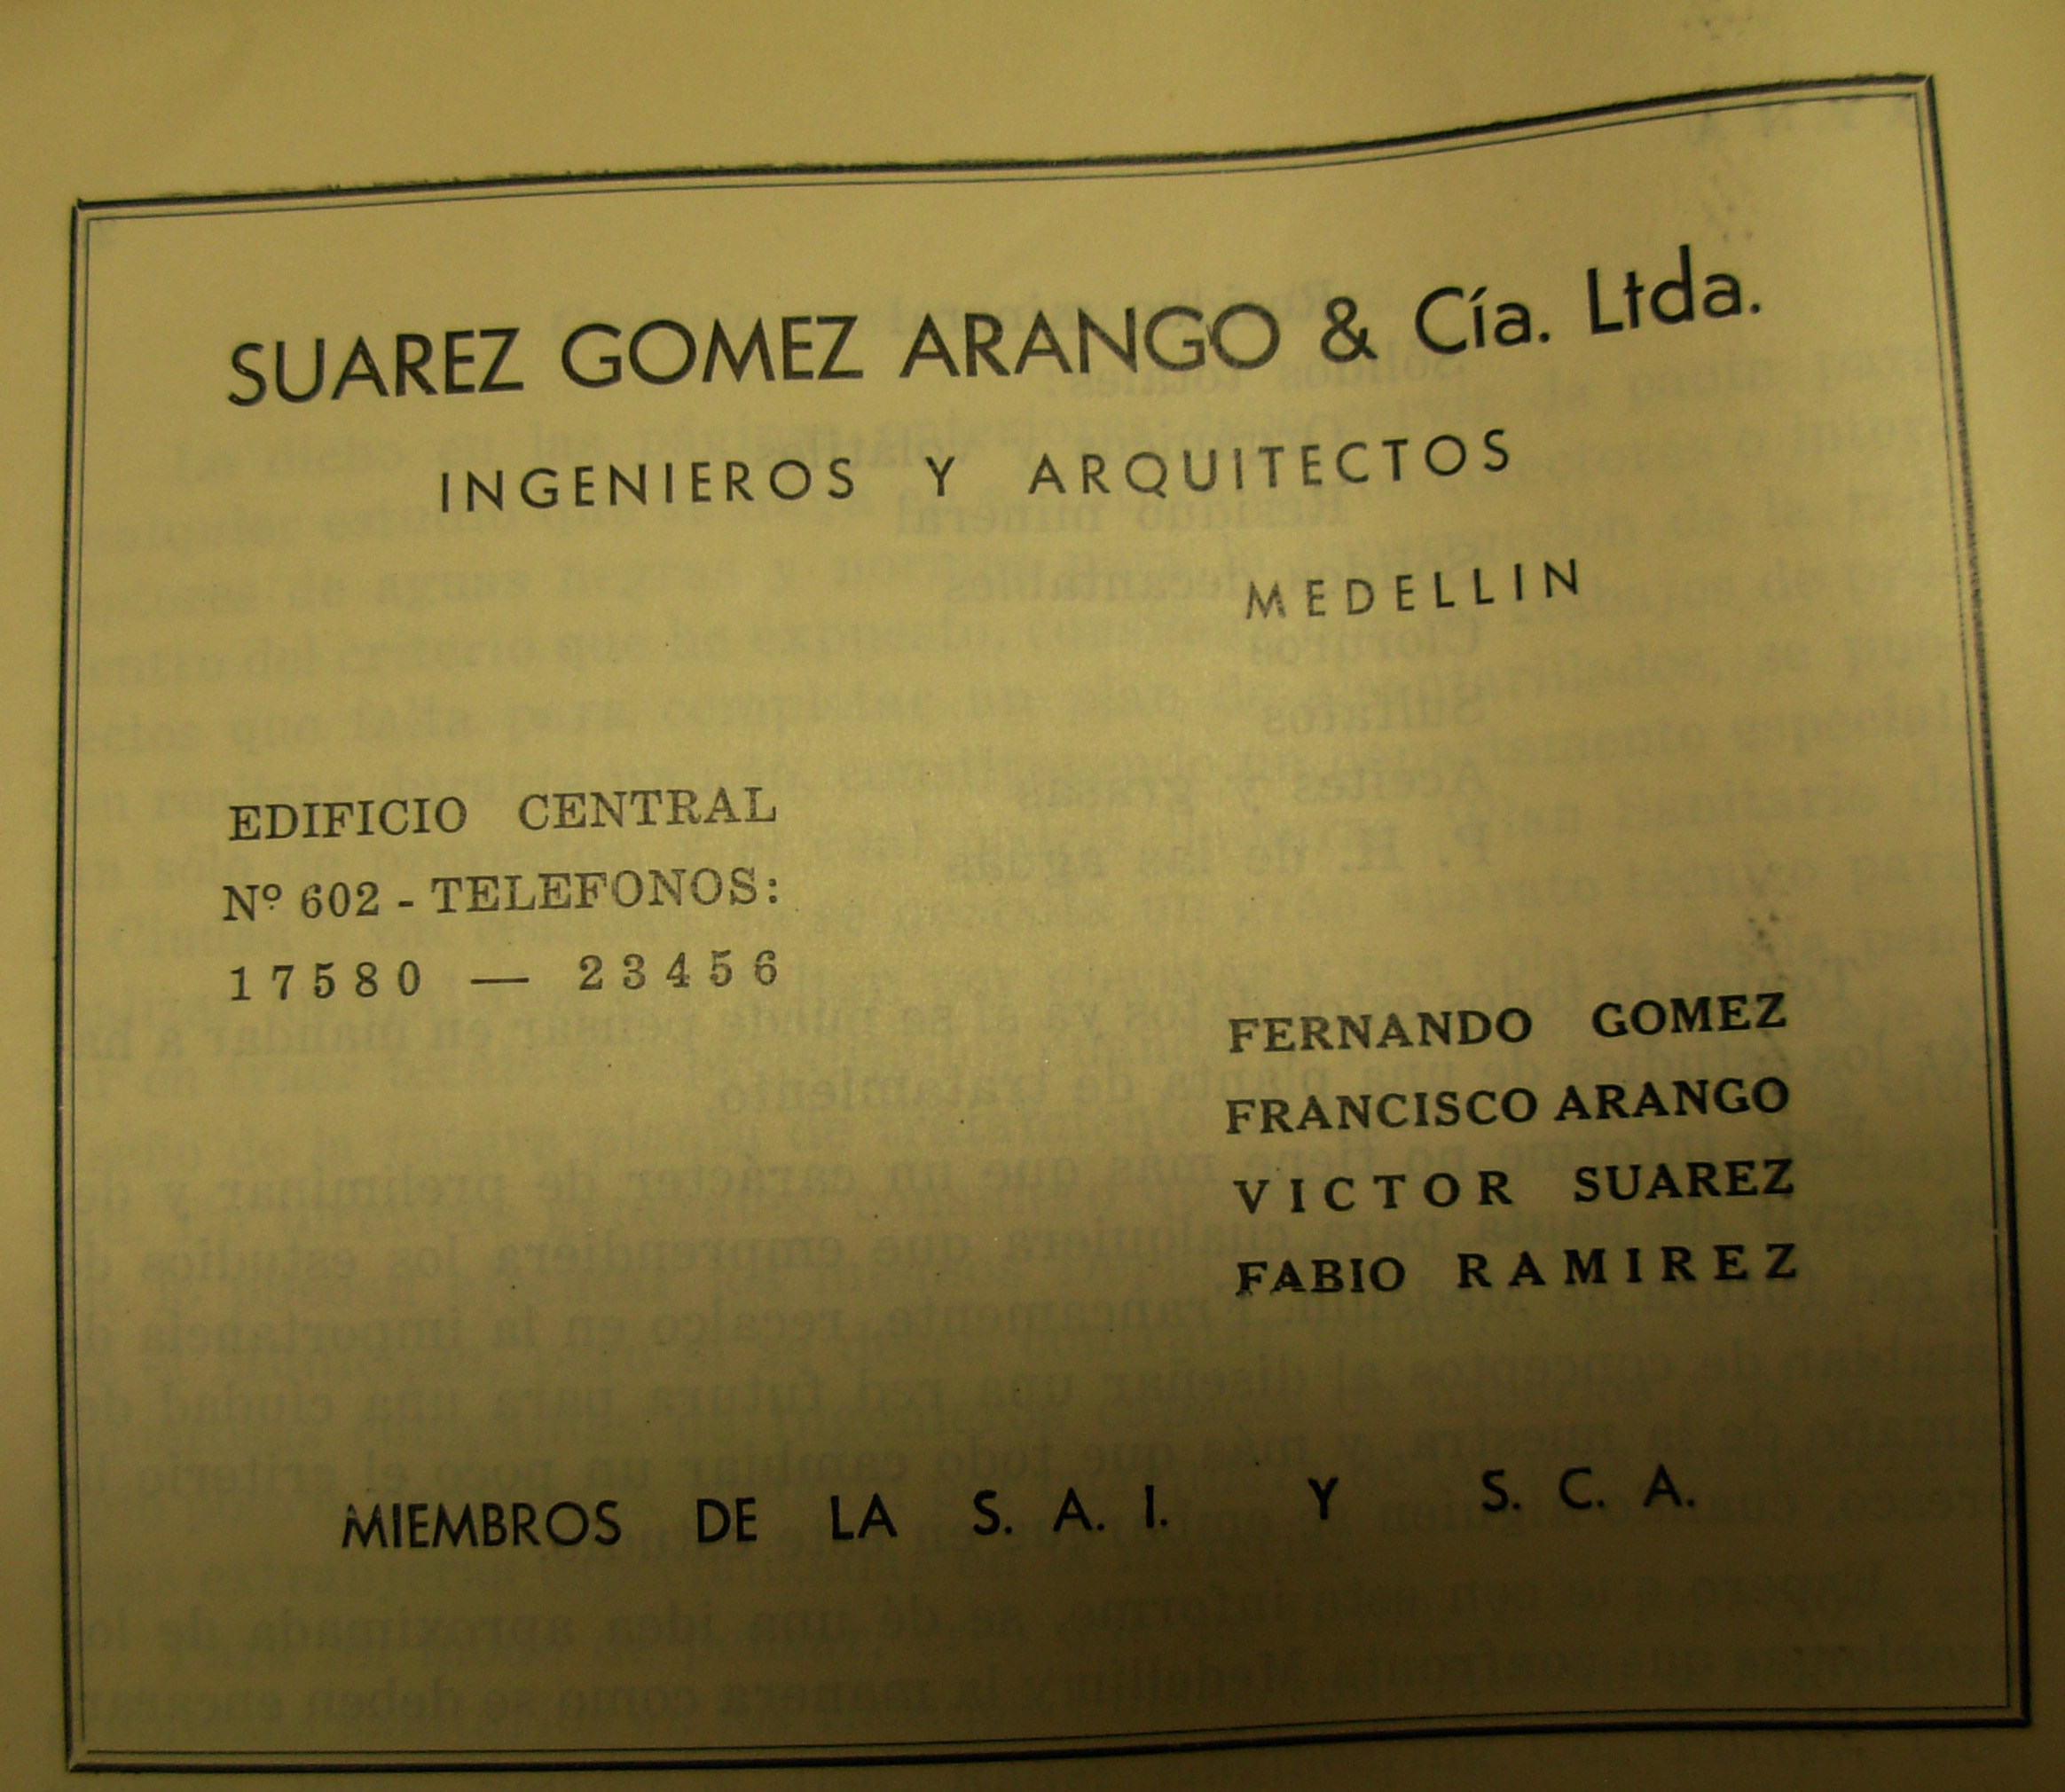 SUAREZ GOMEZ ARANGO & Cía. Ltda.
INGENIEROS Y ARQUITECTOS
MEDELLIN
EDIFICIO CENTRAL
Nº 602 - TELEFONOS:
17580 — 23456
FERNANDO GOMEZ
FRANCISCO ARANGO
VICTOR SUAREZ
FABIO RAMIREZ
MIEMBROS DE LA S. A. I. Y S. C. A.